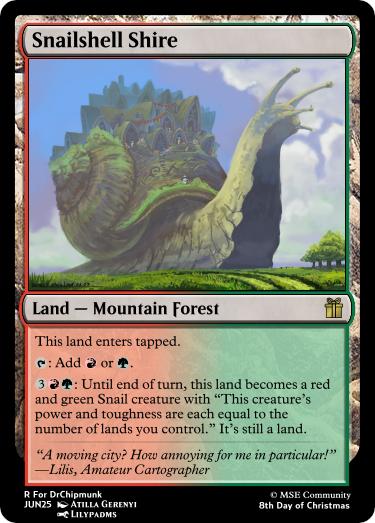 Snailshell Shire
Land — Mountain Forest
This land enters tapped.
: Add or .
3 : Until end of turn, this land becomes a red
and green Snail creature with “This creature’s
power and toughness are each equal to the
number of lands you control.” It’s still a land.
“A moving city? How annoying for me in particular!”
—Lilis, Amateur Cartographer
R For DrChipmunk
JUN25 Atilla Gerenyi
Lilypadms
© MSE Community
8th Day of Christmas